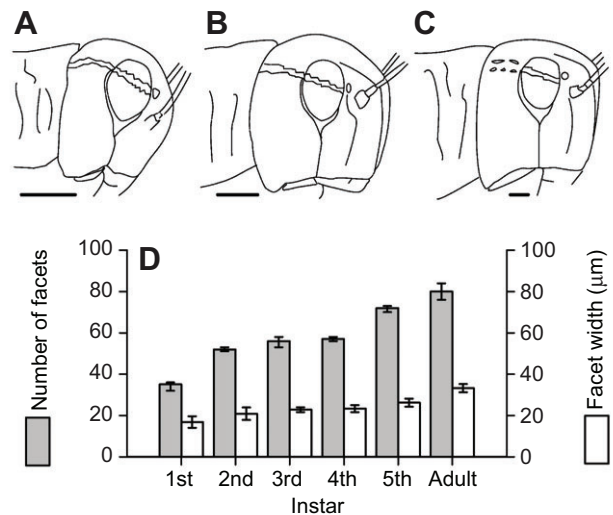 A B C
D
Number of facets
100
80
60
40
20
0
100
80
60
40
20
0
Facet width (μm)
1st 2nd 3rd 4th 5th Adult
Instar